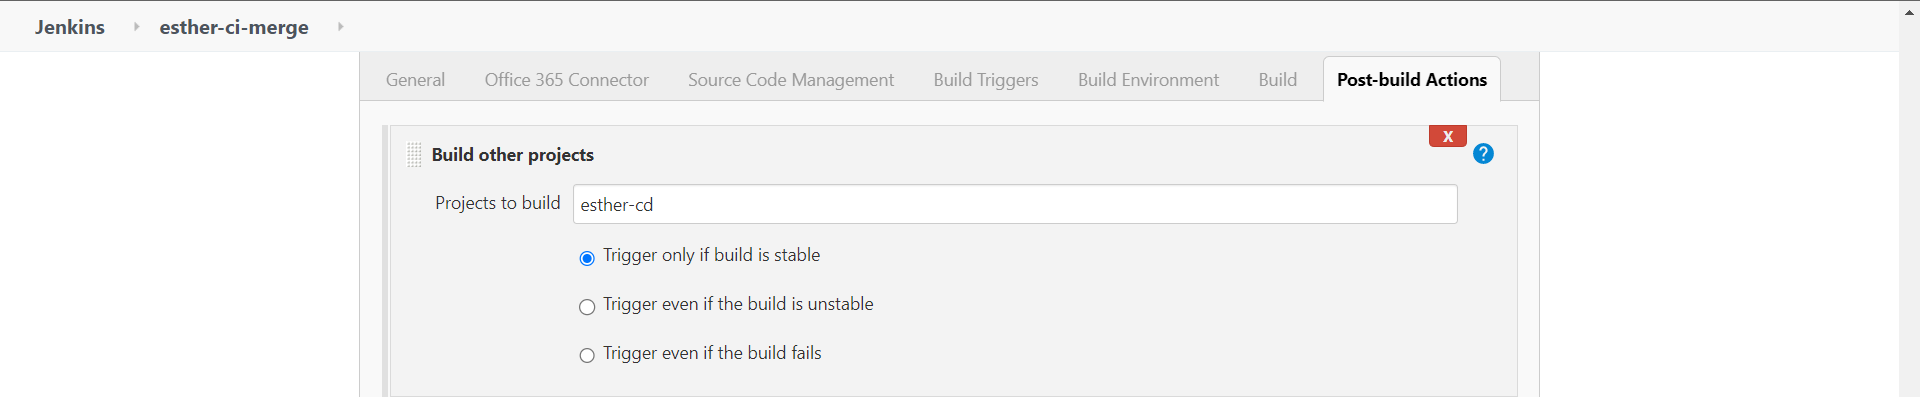 Jenkins esther-ci-merge
General Office 365 Connector Source Code Management Build Triggers Build Environment Build Post-build Actions
X
Build other projects ?
Projects to build esther-cd
Trigger only if build is stable
Trigger even if the build is unstable
Trigger even if the build fails